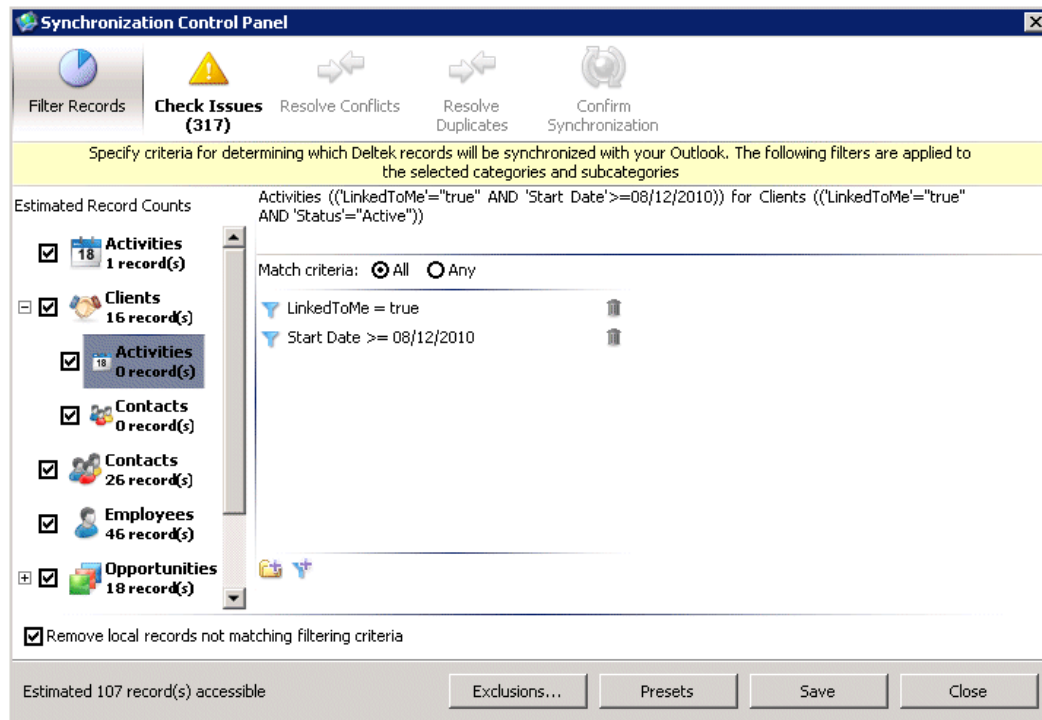 Synchronization Control Panel
Filter Records
Check Issues
(317)
Resolve Conflicts
Resolve
Duplicates
Confirm
Synchronization
Specify criteria for determining which Deltek records will be synchronized with your Outlook. The following filters are applied to
the selected categories and subcategories
Estimated Record Counts
Activities (('LinkedToMe'="true" AND 'Start Date'>=08/12/2010)) for Clients (('LinkedToMe'="true"
AND 'Status'="Active"))
18
Activities
1 record(s)
Match criteria: All Any
Clients
16 record(s)
LinkedToMe = true
Start Date >= 08/12/2010
18
Activities
0 record(s)
Contacts
0 record(s)
Contacts
26 record(s)
Employees
46 record(s)
Opportunities
18 record(s)
Remove local records not matching filtering criteria
Estimated 107 record(s) accessible
Exclusions...
Presets
Save
Close